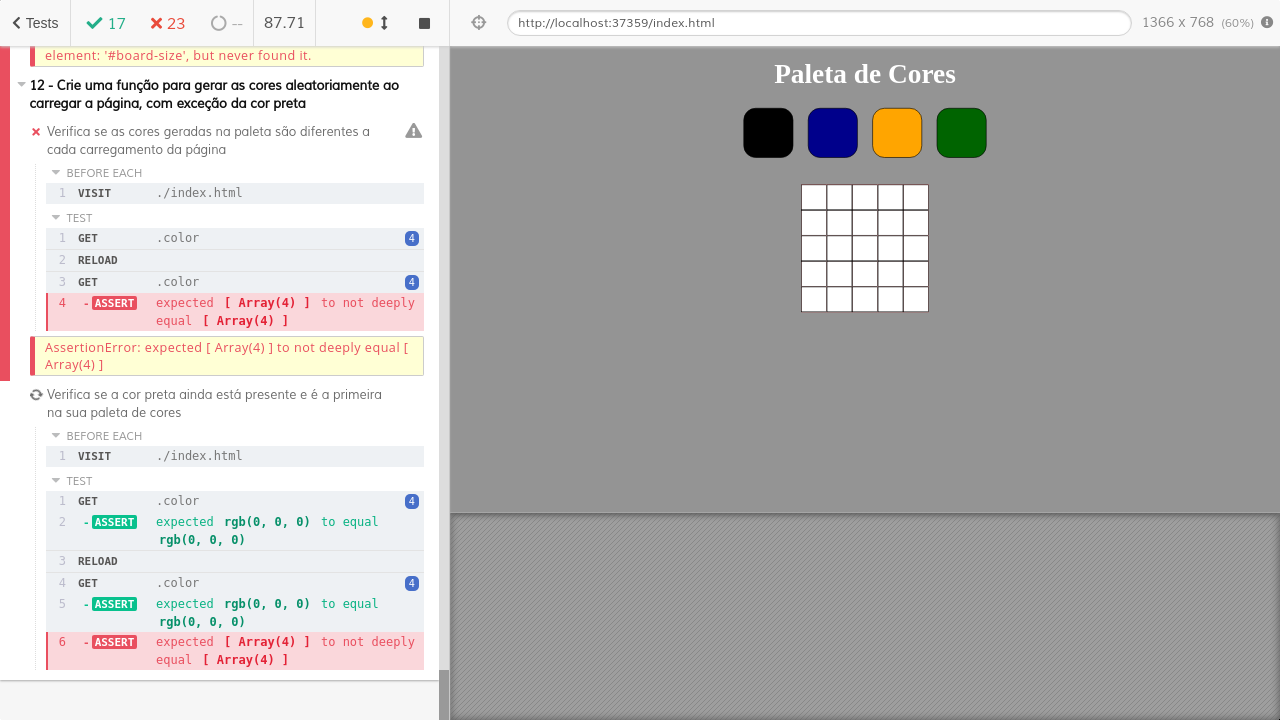 Tests
17
23
--
87.71
http://localhost:37359/index.html
1366 x 768 (60%)
element: '#board-size', but never found it.
12 - Crie uma função para gerar as cores aleatoriamente ao
carregar a página, com exceção da cor preta
Verifica se as cores geradas na paleta são diferentes a
cada carregamento da página
BEFORE EACH
1 VISIT ./index.html
TEST
1 GET .color 4
2 RELOAD
3 GET .color 4
4 -ASSERT expected [ Array(4) ] to not deeply
equal [ Array(4) ]
AssertionError: expected [ Array(4) ] to not deeply equal [
Array(4) ]
Verifica se a cor preta ainda está presente e é a primeira
na sua paleta de cores
BEFORE EACH
1 VISIT ./index.html
TEST
1 GET .color 4
2 -ASSERT expected rgb(0, 0, 0) to equal
rgb(0, 0, 0)
3 RELOAD
4 GET .color 4
5 -ASSERT expected rgb(0, 0, 0) to equal
rgb(0, 0, 0)
6 -ASSERT expected [ Array(4) ] to not deeply
equal [ Array(4) ]
Paleta de Cores